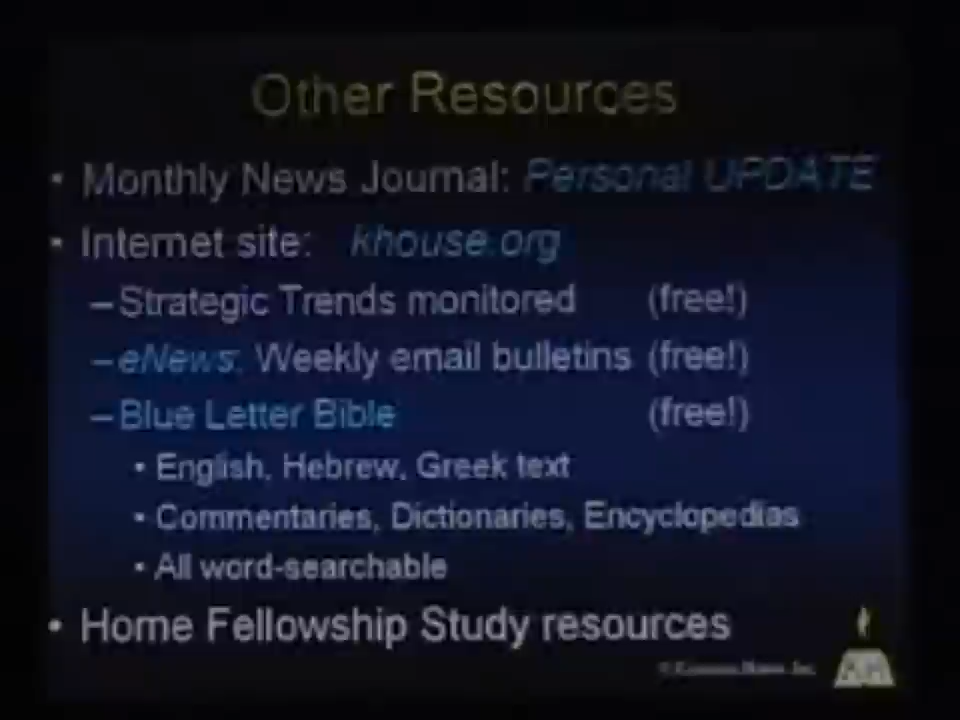 Other Resources
• Monthly News Journal: Personal UPDATE
• Internet site: khouse.org
– Strategic Trends monitored (free!)
– eNews: Weekly email bulletins (free!)
– Blue Letter Bible (free!)
• English, Hebrew, Greek text
• Commentaries, Dictionaries, Encyclopedias
• All word-searchable
• Home Fellowship Study resources